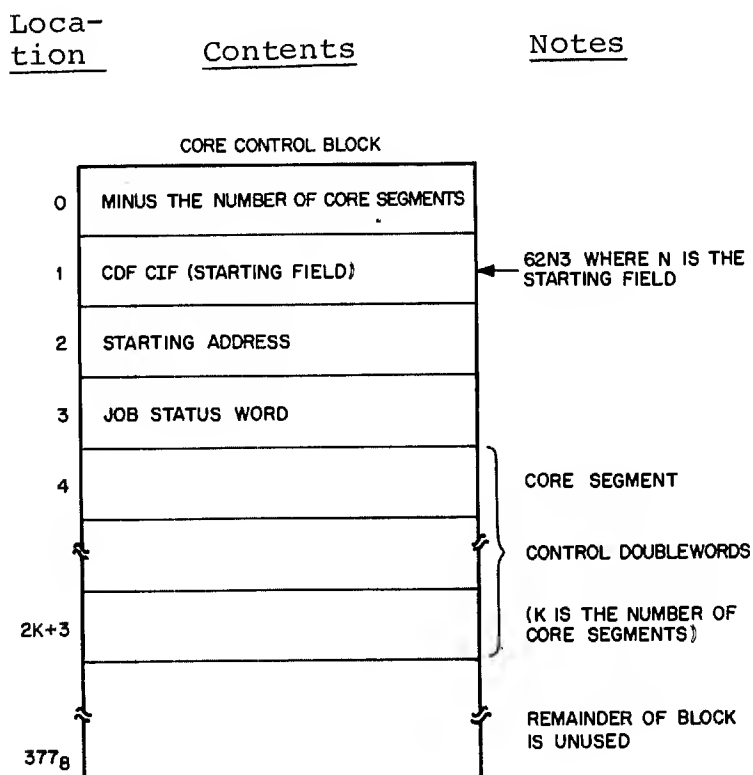 Loca-
tion Contents Notes
CORE CONTROL BLOCK
0 MINUS THE NUMBER OF CORE SEGMENTS
1 CDF CIF (STARTING FIELD) 62N3 WHERE N IS THE
STARTING FIELD
2 STARTING ADDRESS
3 JOB STATUS WORD
4 CORE SEGMENT
CONTROL DOUBLEWORDS
2K+3 (K IS THE NUMBER OF
CORE SEGMENTS)
REMAINDER OF BLOCK
IS UNUSED
377₈